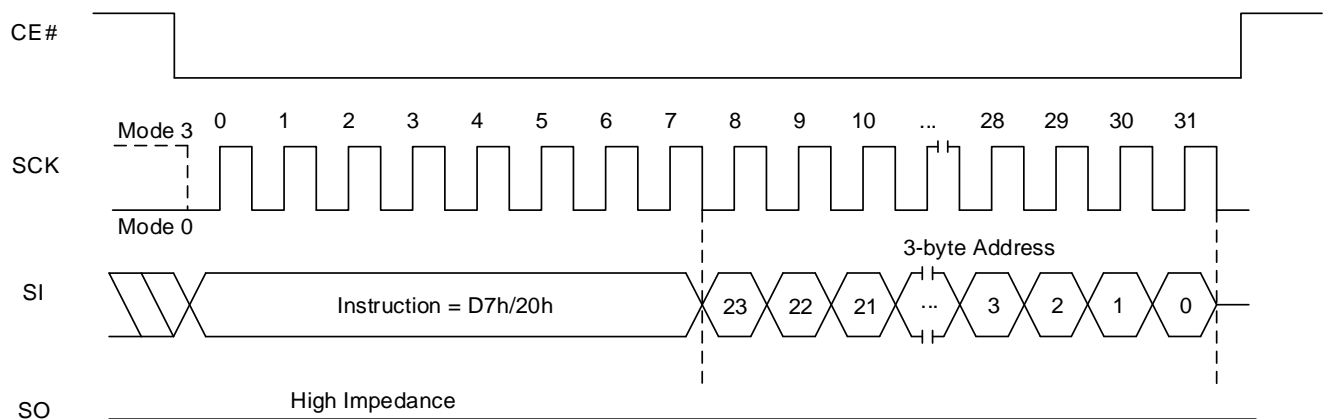 CE#
0 1 2 3 4 5 6 7 8 9 10 ... 28 29 30 31
Mode 3
SCK
Mode 0
3-byte Address
SI
Instruction = D7h/20h 23 22 21 ... 3 2 1 0
High Impedance
SO